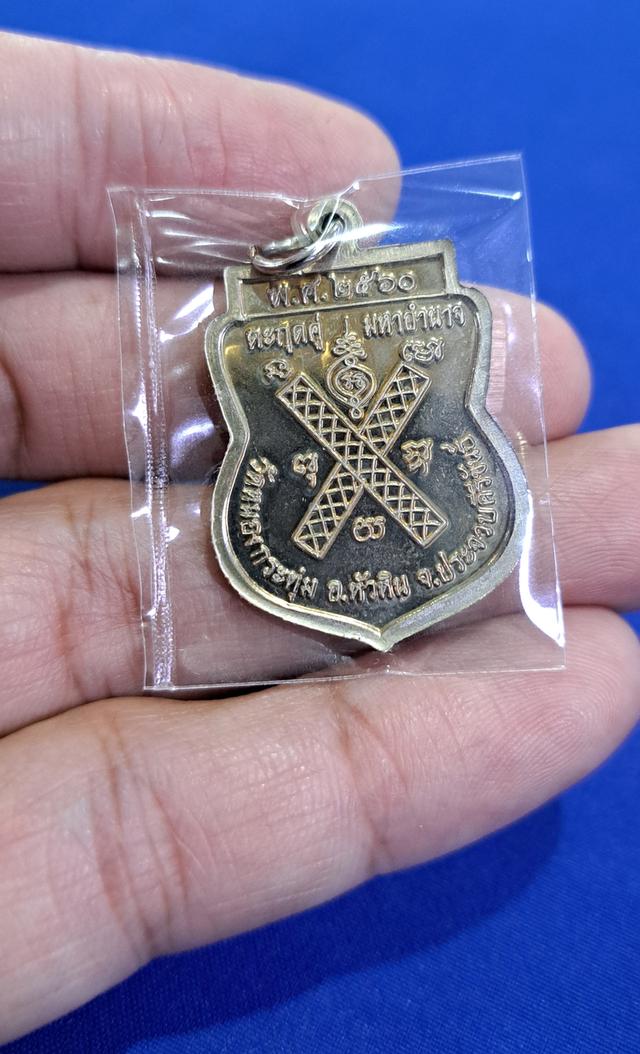 พ.ศ.๒๕๖๐
ตะกุดคู่ มหาอำนาจ
วัดหนองกระทุ่ม อ.หัวหิน จ.ประจวบคีรีขันธ์